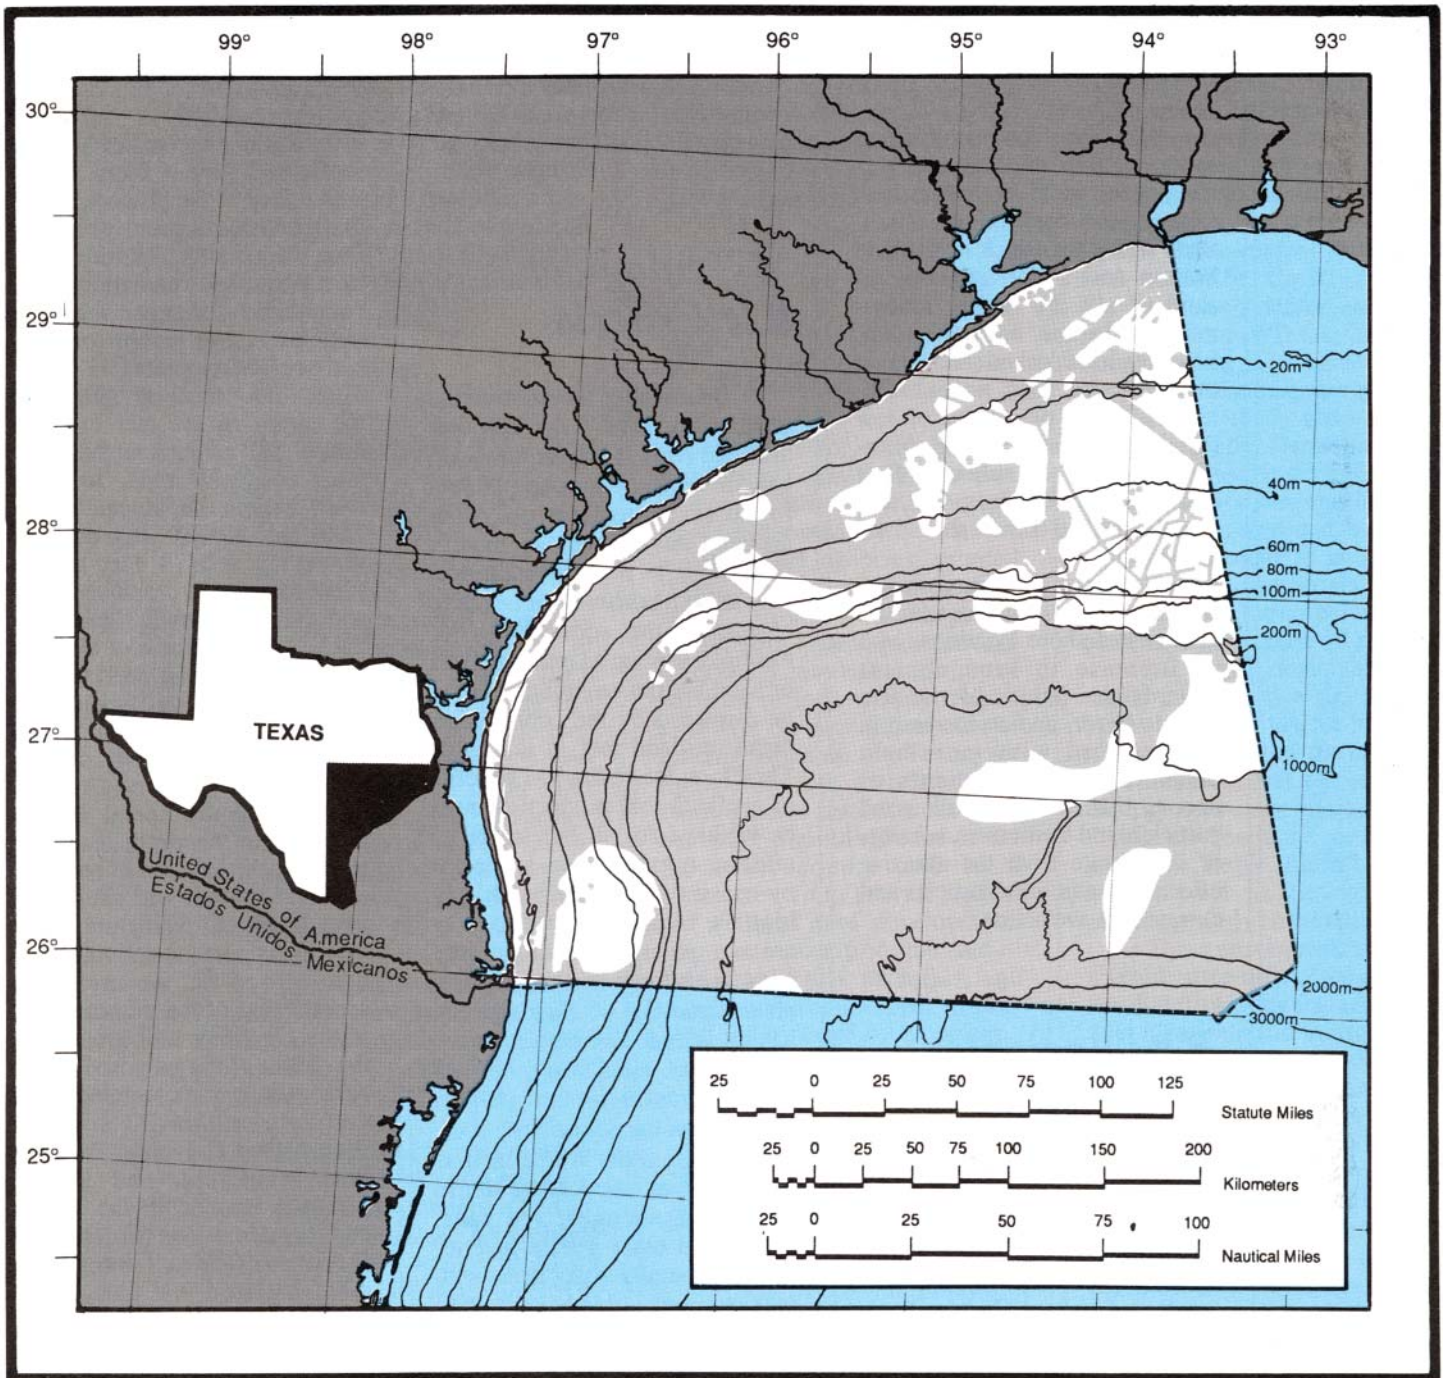 99° 98° 97° 96° 95° 94° 93°
30°
29°
20m
40m
28°
60m
80m
100m
200m
TEXAS
27°
1000m
United States of America
Estados Unidos Mexicanos
26°
2000m
3000m
25 0 25 50 75 100 125
Statute Miles
25°
25 0 25 50 75 100 150 200
Kilometers
25 0 25 50 75 100
Nautical Miles